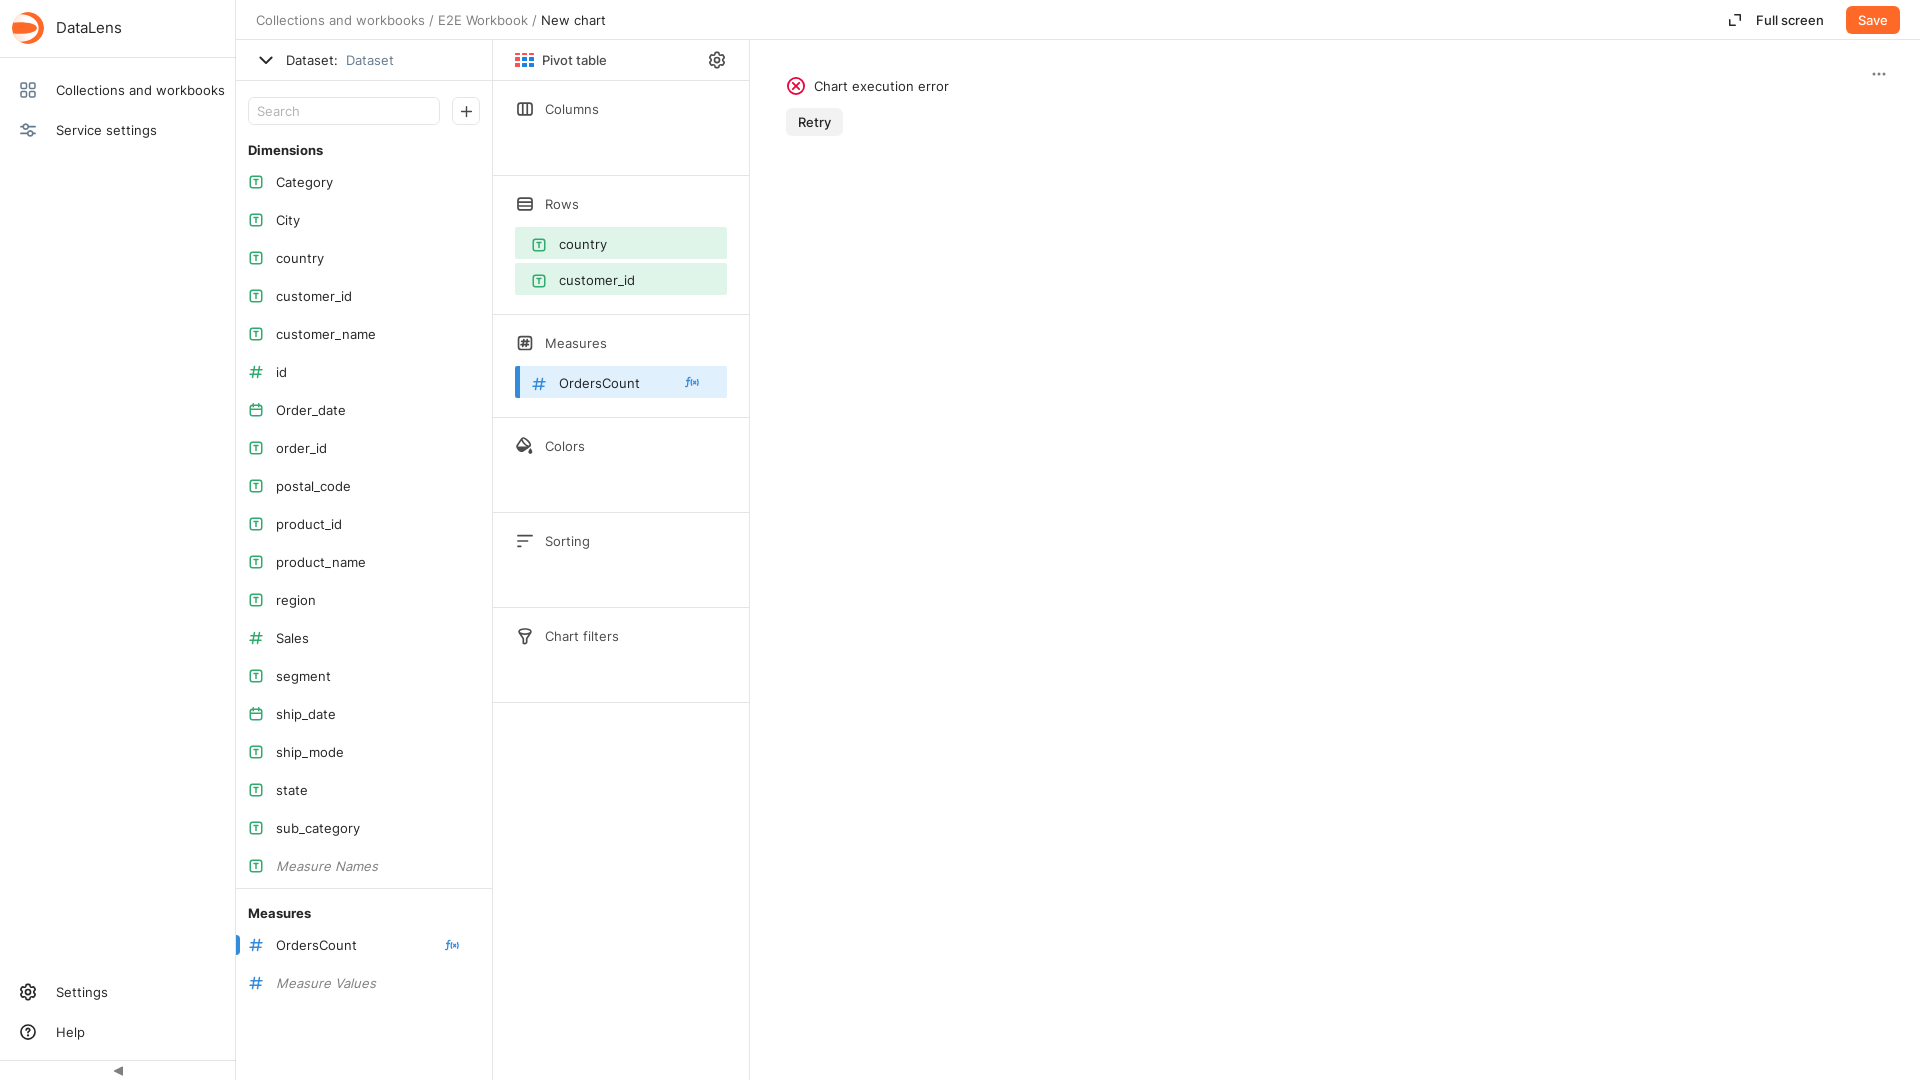 DataLens
Collections and workbooks
Service settings
Settings
Help
Collections and workbooks / E2E Workbook / New chart
Full screen
Save
Dataset: Dataset
Search
Dimensions
Category
City
country
customer_id
customer_name
id
Order_date
order_id
postal_code
product_id
product_name
region
Sales
segment
ship_date
ship_mode
state
sub_category
Measure Names
Measures
OrdersCount
Measure Values
Pivot table
Columns
Rows
country
customer_id
Measures
OrdersCount
Colors
Sorting
Chart filters
Chart execution error
Retry